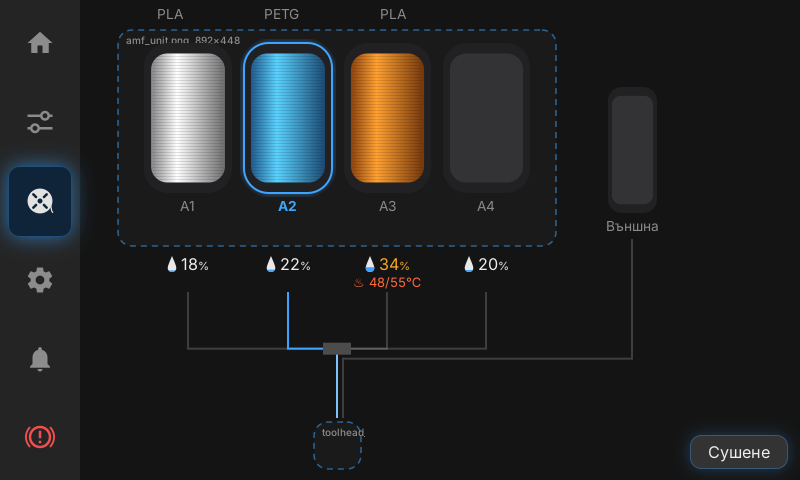 PLA PETG PLA
amf_unit.png 892×448
A1 A2 A3 A4
Външна
18% 22% 34% 20%
48/55°C
toolhead
Сушене